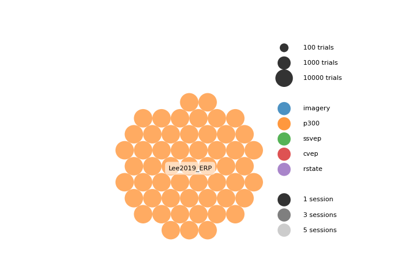 100 trials
1000 trials
10000 trials
imagery
p300
ssvep
cvep
rstate
Lee2019_ERP
1 session
3 sessions
5 sessions